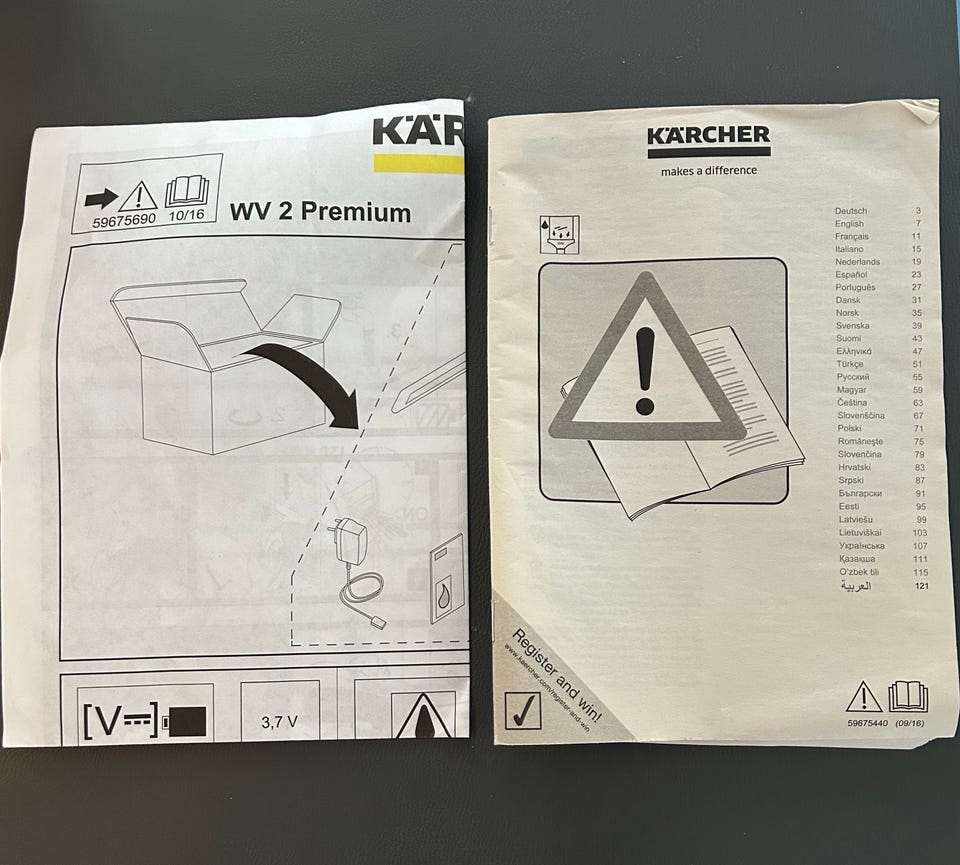 KÄR
59675690 10/16
WV 2 Premium
[V⎓]
3,7 V
KÄRCHER
makes a difference
Deutsch 3
English 7
Français 11
Italiano 15
Nederlands 19
Español 23
Português 27
Dansk 31
Norsk 35
Svenska 39
Suomi 43
Ελληνικά 47
Türkçe 51
Русский 55
Magyar 59
Čeština 63
Slovenščina 67
Polski 71
Româneşte 75
Slovenčina 79
Hrvatski 83
Srpski 87
Български 91
Eesti 95
Latviešu 99
Lietuviškai 103
Українська 107
Қазақша 111
O'zbek tili 115
العربية 121
Register and win!
www.kaercher.com/register-and-win
59675440 (09/16)